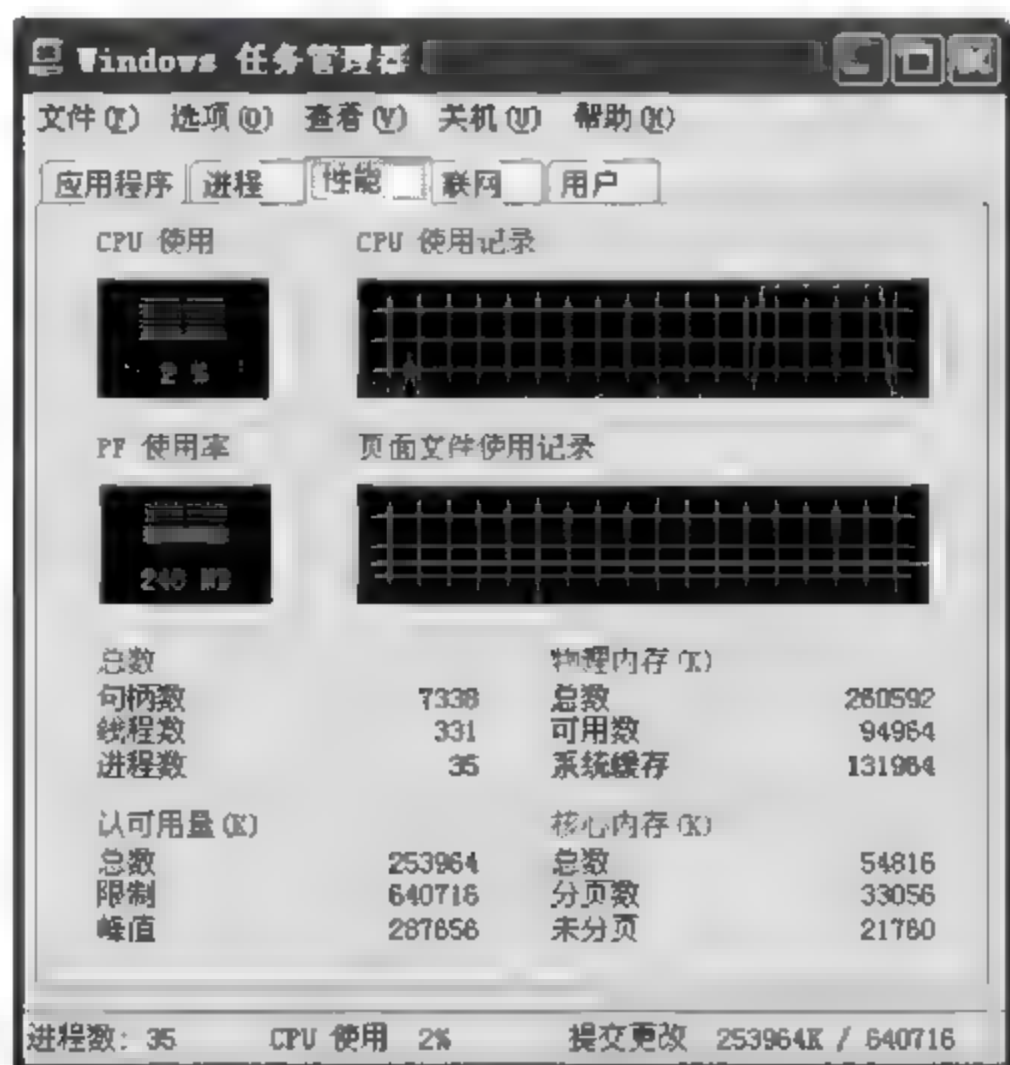 Windows 任务管理器
文件(F) 选项(O) 查看(V) 关机(U) 帮助(H)
应用程序 进程 性能 联网 用户
CPU 使用 CPU 使用记录
2 %
PF 使用率 页面文件使用记录
248 MB
总数 物理内存(K)
句柄数 7338 总数 260592
线程数 331 可用数 94964
进程数 35 系统缓存 131964
认可用量(K) 核心内存(K)
总数 253964 总数 54816
限制 640716 分页数 33056
峰值 287656 未分页 21760
进程数: 35 CPU 使用 2% 提交更改 253964K / 640716